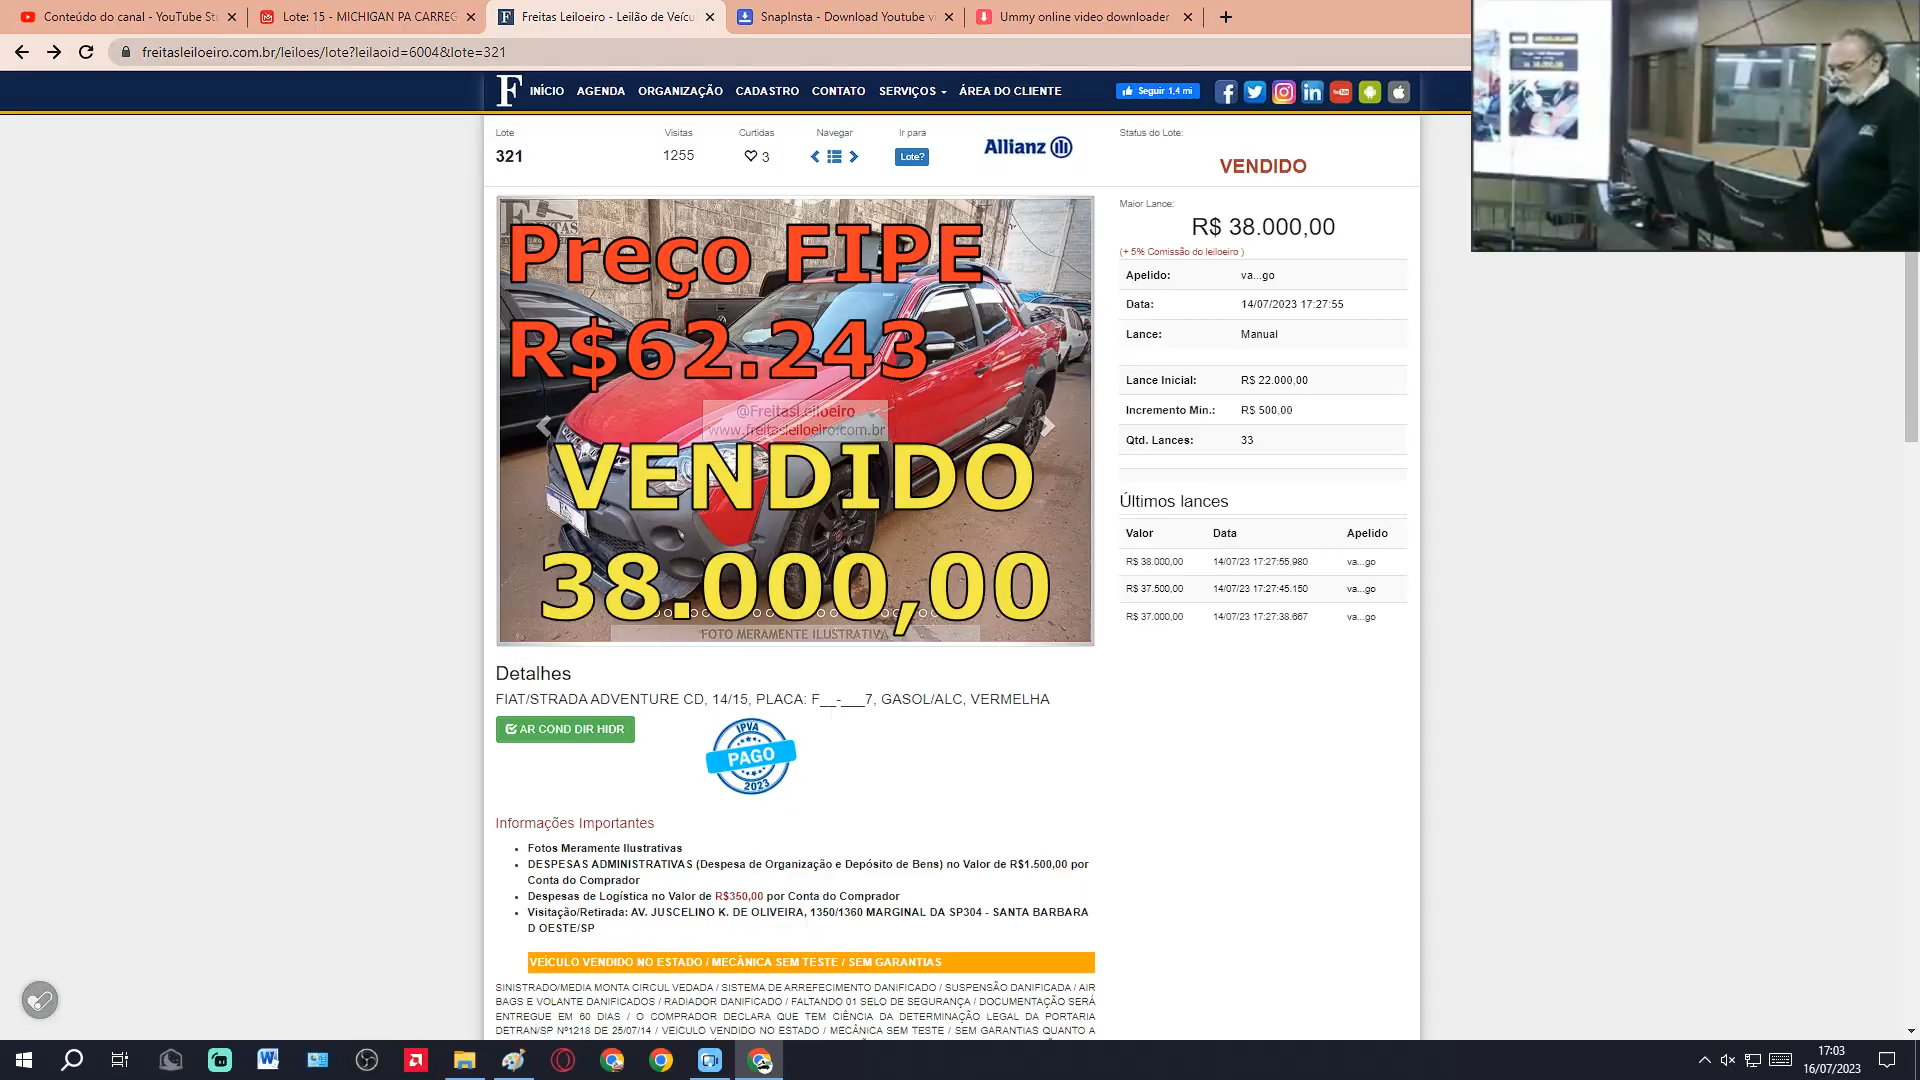 Conteúdo do canal - YouTube St
Lote: 15 - MICHIGAN PA CARREG
Freitas Leiloeiro - Leilão de Veícu
SnapInsta - Download Youtube vi
Ummy online video downloader
freitasleiloeiro.com.br/leiloes/lote?leilaoid=6004&lote=321
F INÍCIO AGENDA ORGANIZAÇÃO CADASTRO CONTATO SERVIÇOS ÁREA DO CLIENTE
Seguir 1,4 mi
Lote Visitas Curtidas Navegar Ir para
321 1255 3 Lote?
Allianz
Status do Lote:
VENDIDO
Preço FIPE
R$62.243
@FreitasLeiloeiro
www.freitasleiloeiro.com.br
VENDIDO
38.000,00
FOTO MERAMENTE ILUSTRATIVA
Maior Lance:
R$ 38.000,00
(+ 5% Comissão do leiloeiro )
Apelido: va...go
Data: 14/07/2023 17:27:55
Lance: Manual
Lance Inicial: R$ 22.000,00
Incremento Min.: R$ 500,00
Qtd. Lances: 33
Últimos lances
Valor Data Apelido
R$ 38.000,00 14/07/23 17:27:55.980 va...go
R$ 37.500,00 14/07/23 17:27:45.150 va...go
R$ 37.000,00 14/07/23 17:27:38.667 va...go
Detalhes
FIAT/STRADA ADVENTURE CD, 14/15, PLACA: F__-___7, GASOL/ALC, VERMELHA
AR COND DIR HIDR
IPVA
PAGO
2023
Informações Importantes
• Fotos Meramente Ilustrativas
• DESPESAS ADMINISTRATIVAS (Despesa de Organização e Depósito de Bens) no Valor de R$1.500,00 por
Conta do Comprador
• Despesas de Logística no Valor de R$350,00 por Conta do Comprador
• Visitação/Retirada: AV. JUSCELINO K. DE OLIVEIRA, 1350/1360 MARGINAL DA SP304 - SANTA BARBARA
D OESTE/SP
VEÍCULO VENDIDO NO ESTADO / MECÂNICA SEM TESTE / SEM GARANTIAS
SINISTRADO/MEDIA MONTA CIRCUL VEDADA / SISTEMA DE ARREFECIMENTO DANIFICADO / SUSPENSÃO DANIFICADA / AIR
BAGS E VOLANTE DANIFICADOS / RADIADOR DANIFICADO / FALTANDO 01 SELO DE SEGURANÇA / DOCUMENTAÇÃO SERÁ
ENTREGUE EM 60 DIAS / O COMPRADOR DECLARA QUE TEM CIÊNCIA DA DETERMINAÇÃO LEGAL DA PORTARIA
DETRAN/SP Nº1218 DE 25/07/14 / VEICULO VENDIDO NO ESTADO / MECÂNICA SEM TESTE / SEM GARANTIAS QUANTO A
17:03
16/07/2023